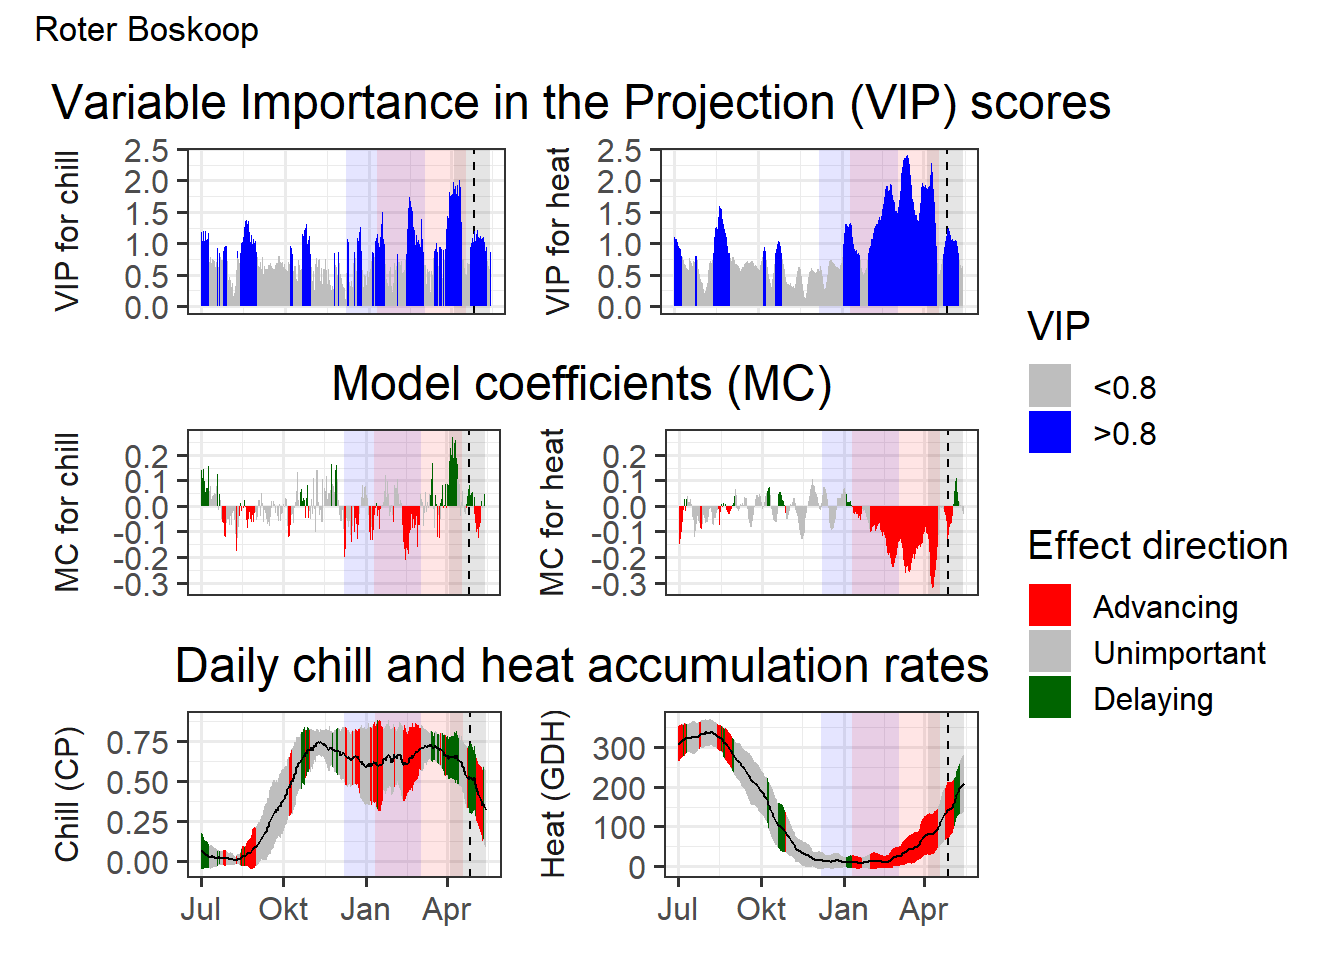 Roter Boskoop
Variable Importance in the Projection (VIP) scores
VIP for chill
2.5
2.0
1.5
1.0
0.5
0.0
VIP for heat
2.5
2.0
1.5
1.0
0.5
0.0
Model coefficients (MC)
MC for chill
0.2
0.1
0.0
-0.1
-0.2
-0.3
MC for heat
0.2
0.1
0.0
-0.1
-0.2
-0.3
Daily chill and heat accumulation rates
Chill (CP)
0.75
0.50
0.25
0.00
Jul Okt Jan Apr
Heat (GDH)
300
200
100
0
Jul Okt Jan Apr
VIP
<0.8
>0.8
Effect direction
Advancing
Unimportant
Delaying